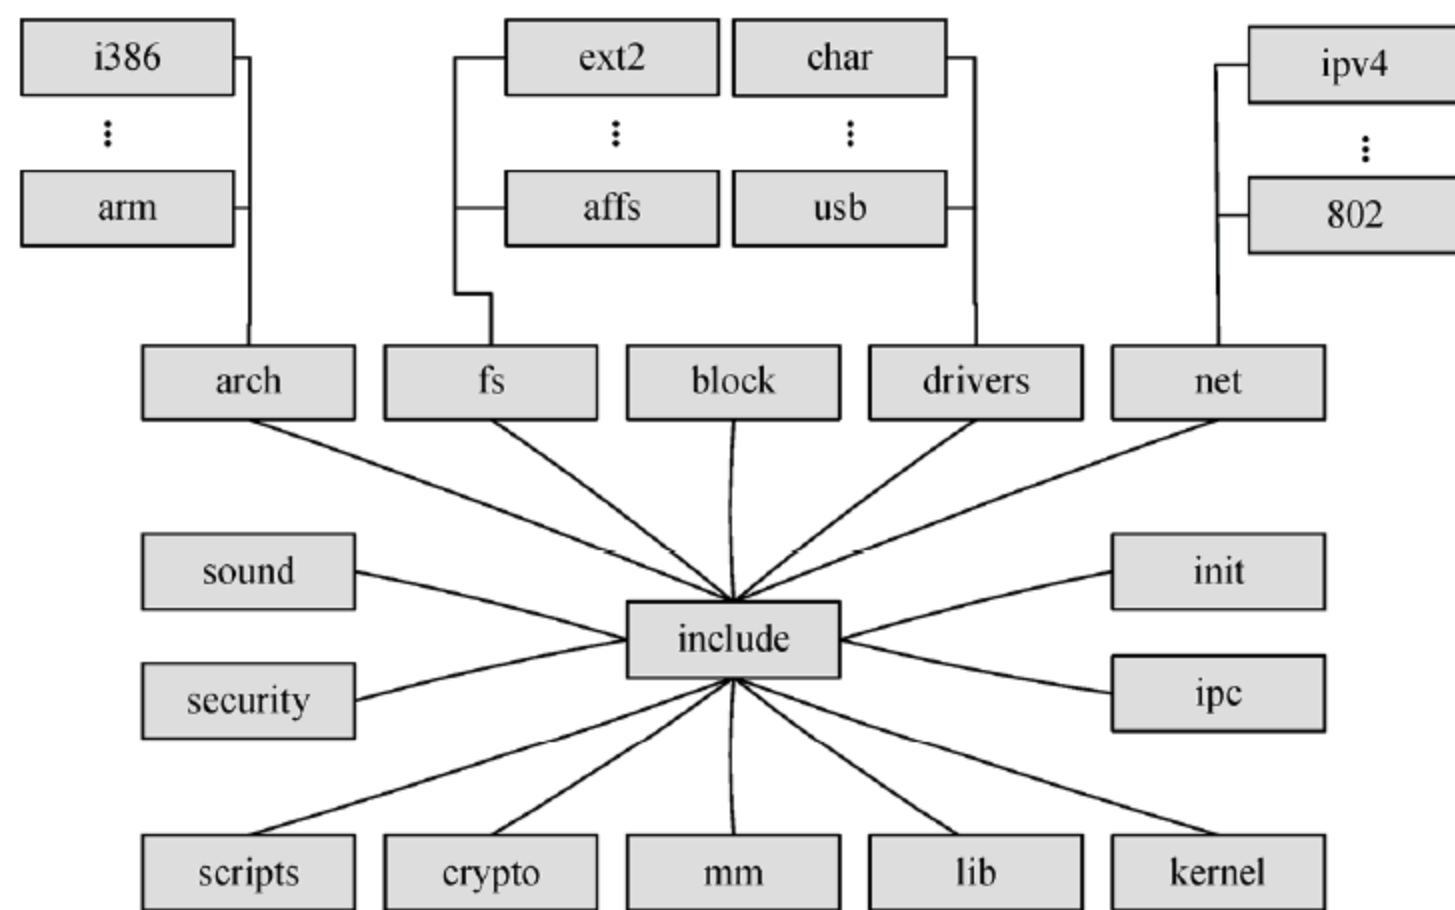 i386
ext2
char
ipv4
arm
affs
usb
802
arch
fs
block
drivers
net
sound
init
include
security
ipc
scripts
crypto
mm
lib
kernel